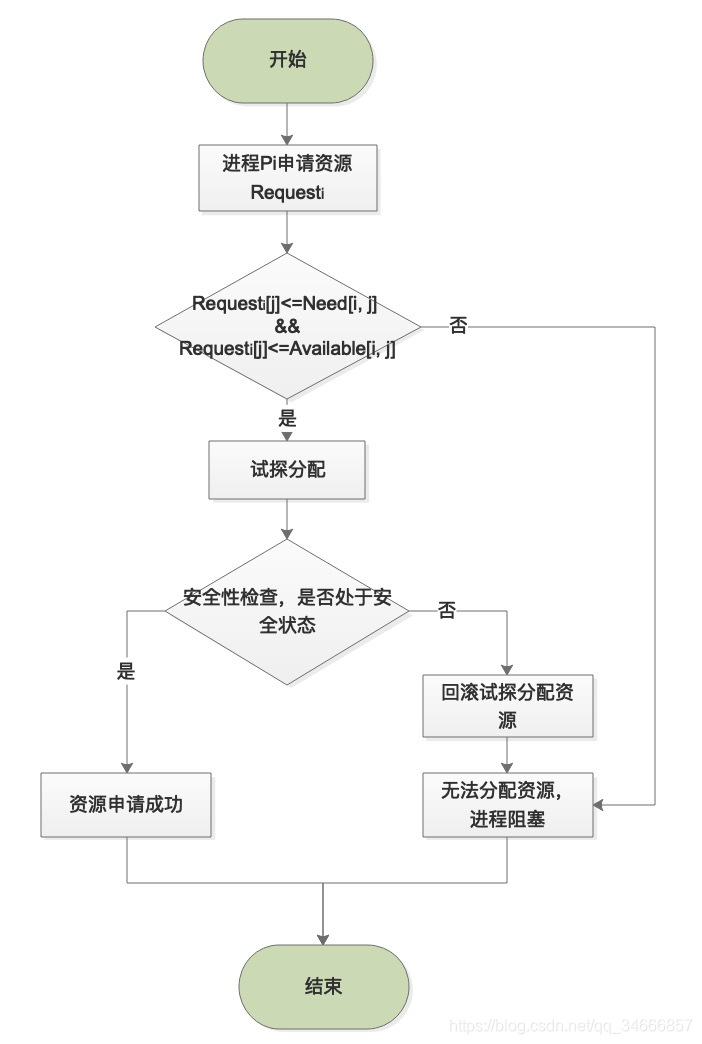 开始
进程Pi申请资源
Requesti
Requesti[j]<=Need[i, j]
&&
Requesti[j]<=Available[i, j]
否
是
试探分配
安全性检查，是否处于安
全状态
否
是
回滚试探分配资
源
资源申请成功
无法分配资源，
进程阻塞
结束
https://blog.csdn.net/qq_34666857